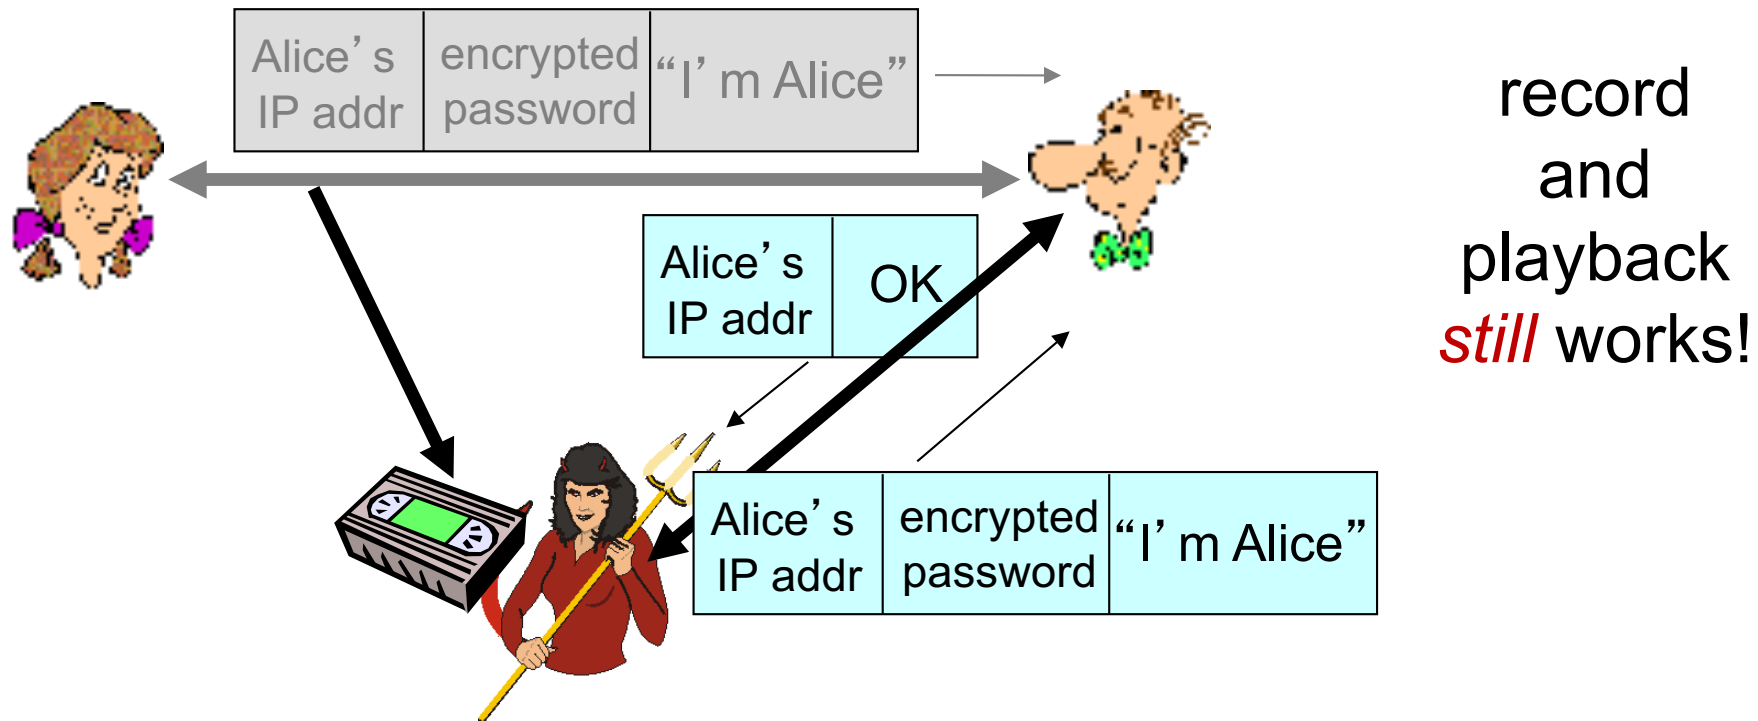 Alice’s IP addr
encrypted password
“I’m Alice”
record
and
playback
still works!
Alice’s IP addr
OK
Alice’s IP addr
encrypted password
“I’m Alice”